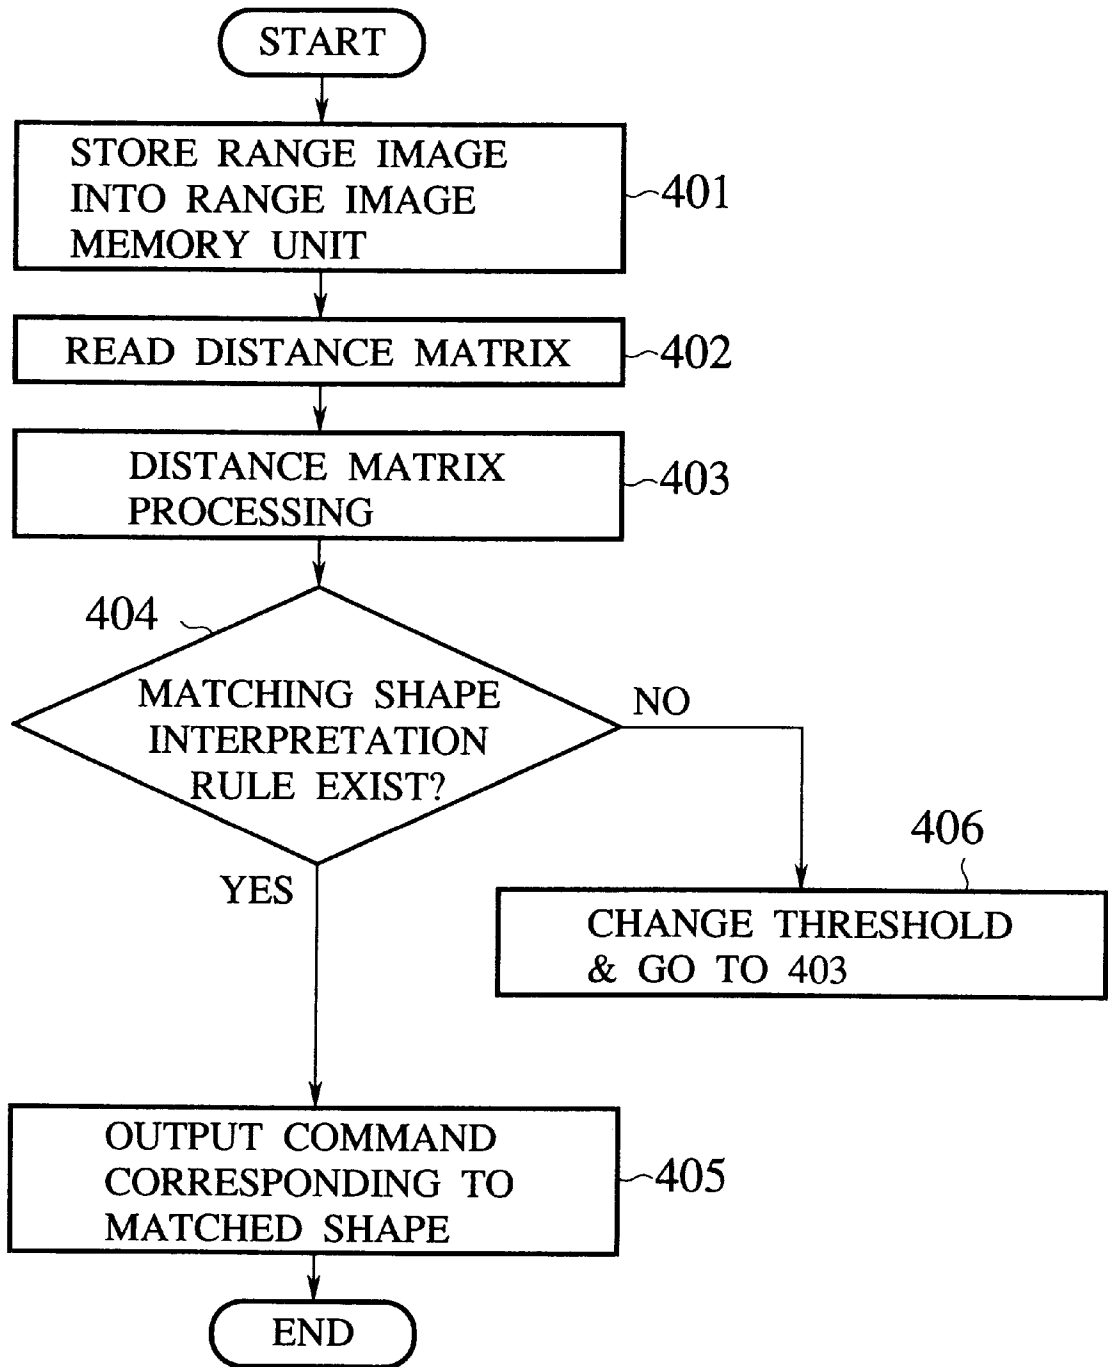 START
STORE RANGE IMAGE
INTO RANGE IMAGE
MEMORY UNIT
401
READ DISTANCE MATRIX
402
DISTANCE MATRIX
PROCESSING
403
404
MATCHING SHAPE
INTERPRETATION
RULE EXIST?
NO
YES
406
CHANGE THRESHOLD
& GO TO 403
OUTPUT COMMAND
CORRESPONDING TO
MATCHED SHAPE
405
END